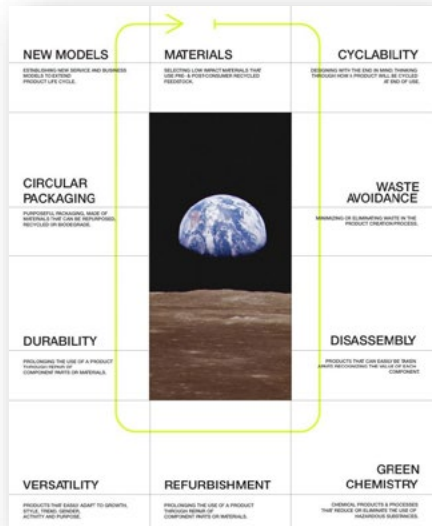 NEW MODELS
ESTABLISHING NEW SERVICE AND BUSINESS
MODELS TO EXTEND
PRODUCT LIFE CYCLE.
MATERIALS
SELECTING LOW IMPACT MATERIALS THAT
USE PRE- & POST-CONSUMER RECYCLED
FEEDSTOCK.
CYCLABILITY
DESIGNING WITH THE END IN MIND; THINKING
THROUGH HOW A PRODUCT WILL BE CYCLED
AT END OF USE.
CIRCULAR
PACKAGING
PURPOSEFUL PACKAGING, MADE OF
MATERIALS THAT CAN BE REPURPOSED,
RECYCLED OR BIODEGRADE.
WASTE
AVOIDANCE
MINIMIZING OR ELIMINATING WASTE IN THE
PRODUCT CREATION PROCESS.
DURABILITY
PROLONGING THE USE OF A PRODUCT
THROUGH REPAIR OF
COMPONENT PARTS OR MATERIALS.
DISASSEMBLY
PRODUCTS THAT CAN EASILY BE TAKEN
APART, RECOGNIZING THE VALUE OF EACH
COMPONENT.
VERSATILITY
PRODUCTS THAT EASILY ADAPT TO GROWTH,
STYLE, TREND, GENDER,
ACTIVITY AND PURPOSE.
REFURBISHMENT
PROLONGING THE USE OF A PRODUCT
THROUGH REPAIR OF
COMPONENT PARTS OR MATERIALS.
GREEN
CHEMISTRY
CHEMICAL PRODUCTS & PROCESSES
THAT REDUCE OR ELIMINATE THE USE OF
HAZARDOUS SUBSTANCES.